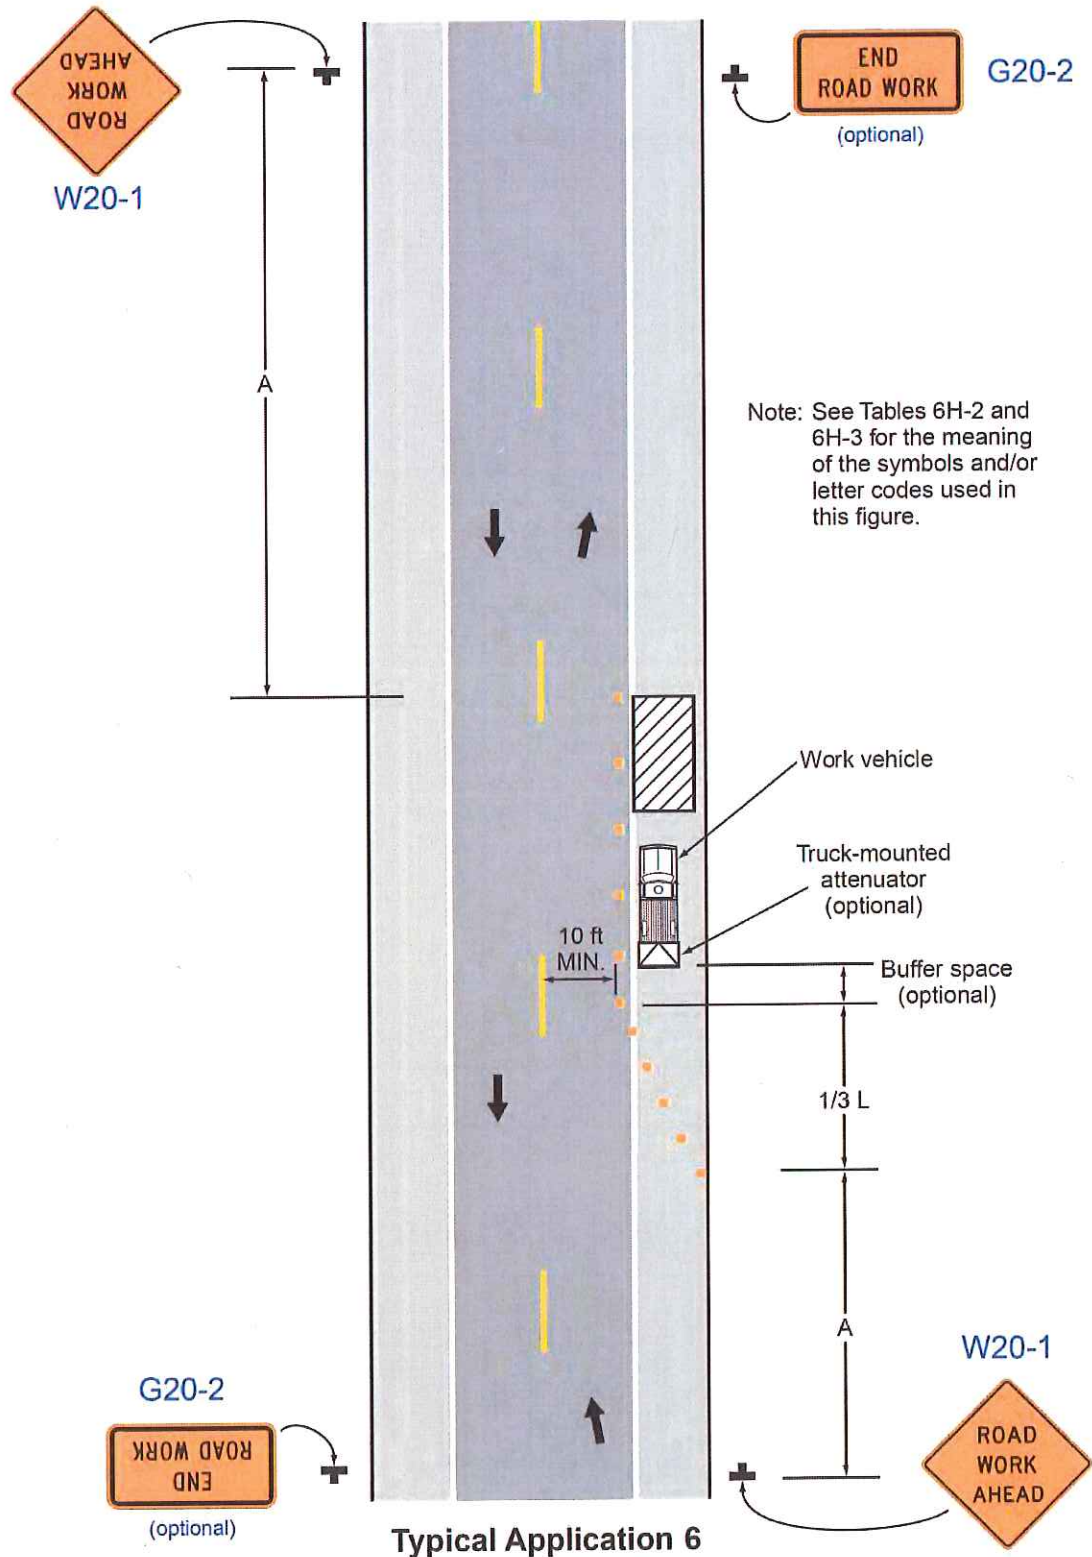 ROAD
WORK
AHEAD
W20-1
END
ROAD WORK
(optional)
G20-2
A
Note: See Tables 6H-2 and
6H-3 for the meaning
of the symbols and/or
letter codes used in
this figure.
Work vehicle
Truck-mounted
attenuator
(optional)
10 ft
MIN.
Buffer space
(optional)
1/3 L
A
W20-1
ROAD
WORK
AHEAD
G20-2
END
ROAD WORK
(optional)
Typical Application 6